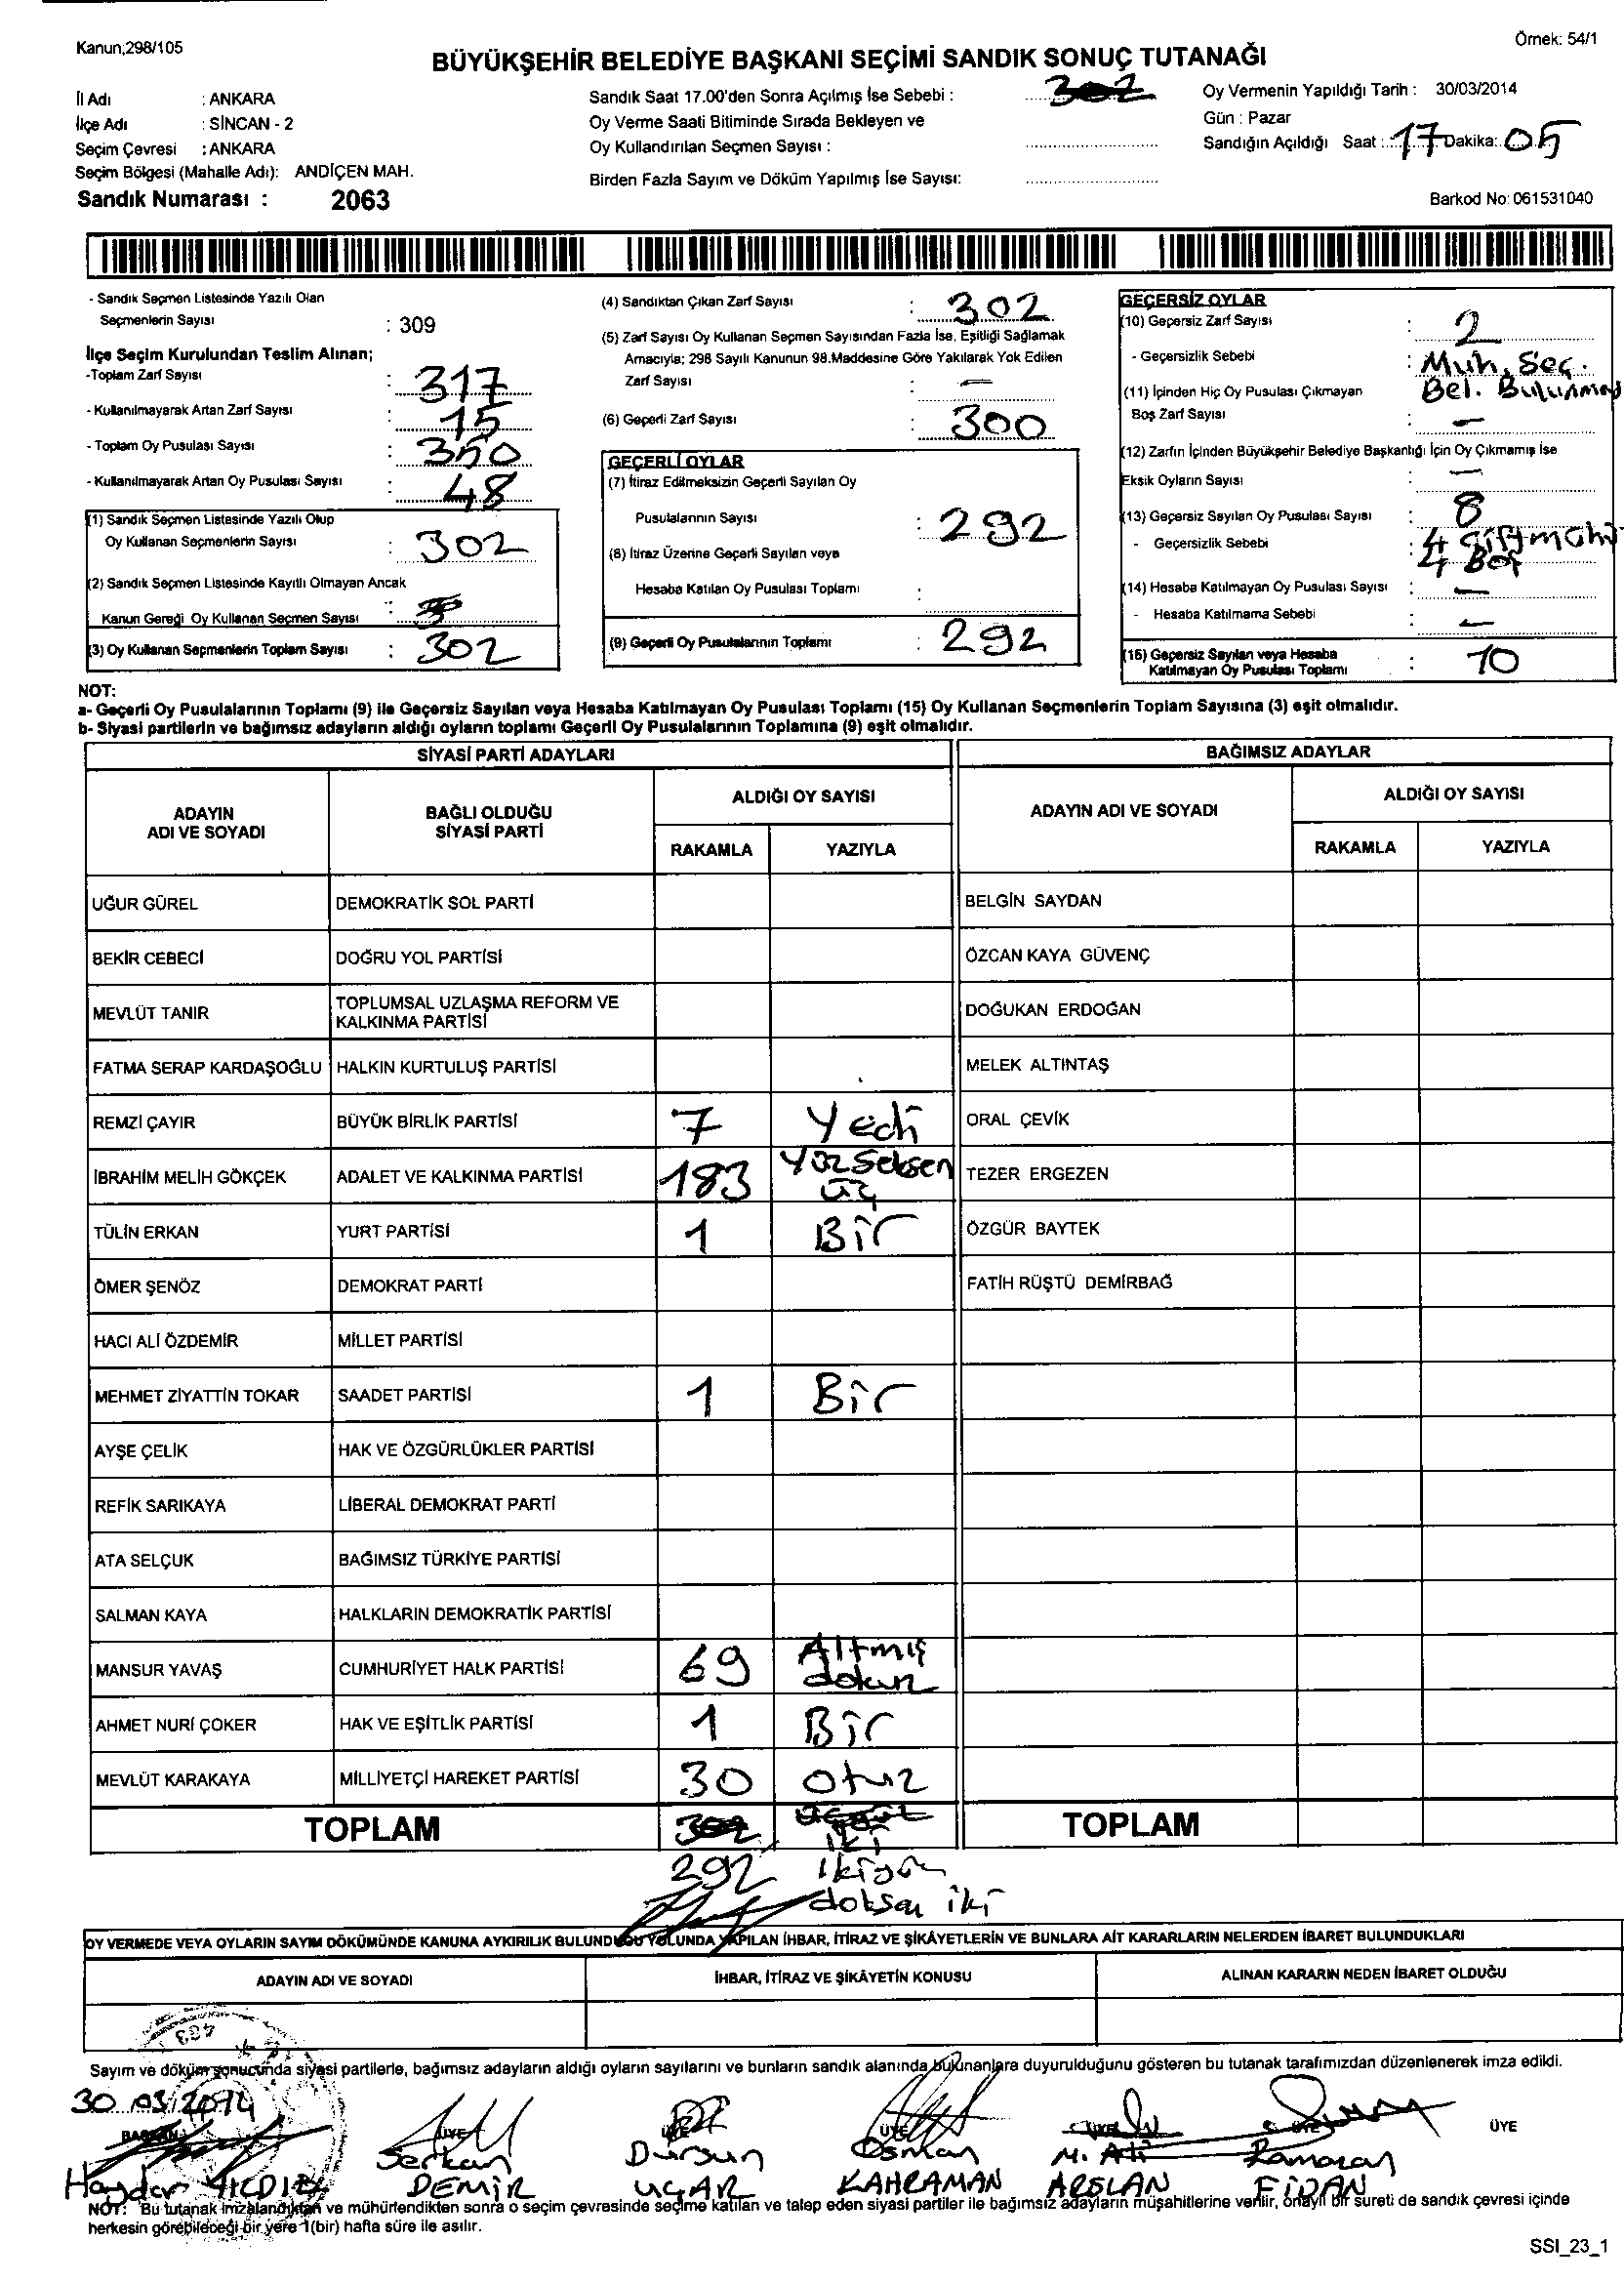 Kanun;298/105
Örnek: 54/1
BÜYÜKŞEHİR BELEDİYE BAŞKANI SEÇİMİ SANDIK SONUÇ TUTANAĞI
İl Adı : ANKARA
İlçe Adı : SİNCAN - 2
Seçim Çevresi : ANKARA
Seçim Bölgesi (Mahalle Adı): ANDİÇEN MAH.
Sandık Numarası : 2063
Sandık Saat 17.00'den Sonra Açılmış İse Sebebi :
Oy Verme Saati Bitiminde Sırada Bekleyen ve
Oy Kullandırılan Seçmen Sayısı :
Birden Fazla Sayım ve Döküm Yapılmış İse Sayısı:
Oy Vermenin Yapıldığı Tarih : 30/03/2014
Gün : Pazar
Sandığın Açıldığı Saat : 17 Dakika: 05
Barkod No: 061531040
- Sandık Seçmen Listesinde Yazılı Olan
Seçmenlerin Sayısı : 309
İlçe Seçim Kurulundan Teslim Alınan;
-Toplam Zarf Sayısı : 317
- Kullanılmayarak Artan Zarf Sayısı : 15
- Toplam Oy Pusulası Sayısı : 350
- Kullanılmayarak Artan Oy Pusulası Sayısı : 48
(1) Sandık Seçmen Listesinde Yazılı Olup
Oy Kullanan Seçmenlerin Sayısı : 302
(2) Sandık Seçmen Listesinde Kayıtlı Olmayan Ancak
Kanun Gereği Oy Kullanan Seçmen Sayısı :
(3) Oy Kullanan Seçmenlerin Toplam Sayısı : 302
(4) Sandıktan Çıkan Zarf Sayısı : 302
(5) Zarf Sayısı Oy Kullanan Seçmen Sayısından Fazla İse, Eşitliği Sağlamak
Amacıyla; 298 Sayılı Kanunun 98.Maddesine Göre Yakılarak Yok Edilen
Zarf Sayısı : —
(6) Geçerli Zarf Sayısı : 300
GEÇERLİ OYLAR
(7) İtiraz Edilmeksizin Geçerli Sayılan Oy
Pusulalarının Sayısı : 292
(8) İtiraz Üzerine Geçerli Sayılan veya
Hesaba Katılan Oy Pusulası Toplamı :
(9) Geçerli Oy Pusulalarının Toplamı : 292
GEÇERSİZ OYLAR
(10) Geçersiz Zarf Sayısı : 2
- Geçersizlik Sebebi : Muh. Seç.
Bel. Bulunmay
(11) İçinden Hiç Oy Pusulası Çıkmayan
Boş Zarf Sayısı : —
(12) Zarfın İçinden Büyükşehir Belediye Başkanlığı İçin Oy Çıkmamış İse
Eksik Oyların Sayısı : —
(13) Geçersiz Sayılan Oy Pusulası Sayısı : 8
- Geçersizlik Sebebi : 4 Çift mühü
4 Boş
(14) Hesaba Katılmayan Oy Pusulası Sayısı : —
- Hesaba Katılmama Sebebi : —
(15) Geçersiz Sayılan veya Hesaba
Katılmayan Oy Pusulası Toplamı : 10
NOT:
a- Geçerli Oy Pusulalarının Toplamı (9) ile Geçersiz Sayılan veya Hesaba Katılmayan Oy Pusulası Toplamı (15) Oy Kullanan Seçmenlerin Toplam Sayısına (3) eşit olmalıdır.
b- Siyasi partilerin ve bağımsız adayların aldığı oyların toplamı Geçerli Oy Pusulalarının Toplamına (9) eşit olmalıdır.
SİYASİ PARTİ ADAYLARI
BAĞIMSIZ ADAYLAR
ADAYIN ADI VE SOYADI
BAĞLI OLDUĞU SİYASİ PARTİ
ALDIĞI OY SAYISI
RAKAMLA YAZIYLA
ADAYIN ADI VE SOYADI
ALDIĞI OY SAYISI
RAKAMLA YAZIYLA
UĞUR GÜREL DEMOKRATİK SOL PARTİ BELGİN SAYDAN
BEKİR CEBECİ DOĞRU YOL PARTİSİ ÖZCAN KAYA GÜVENÇ
MEVLÜT TANIR TOPLUMSAL UZLAŞMA REFORM VE KALKINMA PARTİSİ DOĞUKAN ERDOĞAN
FATMA SERAP KARDAŞOĞLU HALKIN KURTULUŞ PARTİSİ MELEK ALTINTAŞ
REMZİ ÇAYIR BÜYÜK BİRLİK PARTİSİ 7 Yedi ORAL ÇEVİK
İBRAHİM MELİH GÖKÇEK ADALET VE KALKINMA PARTİSİ 183 Yüz Seksen üç TEZER ERGEZEN
TÜLİN ERKAN YURT PARTİSİ 1 Bir ÖZGÜR BAYTEK
ÖMER ŞENÖZ DEMOKRAT PARTİ FATİH RÜŞTÜ DEMİRBAĞ
HACI ALİ ÖZDEMİR MİLLET PARTİSİ
MEHMET ZİYATTİN TOKAR SAADET PARTİSİ 1 Bir
AYŞE ÇELİK HAK VE ÖZGÜRLÜKLER PARTİSİ
REFİK SARIKAYA LİBERAL DEMOKRAT PARTİ
ATA SELÇUK BAĞIMSIZ TÜRKİYE PARTİSİ
SALMAN KAYA HALKLARIN DEMOKRATİK PARTİSİ
MANSUR YAVAŞ CUMHURİYET HALK PARTİSİ 69 Altmış dokuz
AHMET NURİ ÇOKER HAK VE EŞİTLİK PARTİSİ 1 Bir
MEVLÜT KARAKAYA MİLLİYETÇİ HAREKET PARTİSİ 30 otuz
TOPLAM TOPLAM
292 ikiyüz
doksan iki
OY VERMEDE VEYA OYLARIN SAYIM DÖKÜMÜNDE KANUNA AYKIRILIK BULUNDUĞU YOLUNDA YAPILAN İHBAR, İTİRAZ VE ŞİKÂYETLERİN VE BUNLARA AİT KARARLARIN NELERDEN İBARET BULUNDUKLARI
ADAYIN ADI VE SOYADI İHBAR, İTİRAZ VE ŞİKÂYETİN KONUSU ALINAN KARARIN NEDEN İBARET OLDUĞU
Sayım ve döküm sonucunda siyasi partilerle, bağımsız adayların aldığı oyların sayılarını ve bunların sandık alanında bulunanlara duyurulduğunu gösteren bu tutanak tarafımızdan düzenlenerek imza edildi.
30.03/2014
BAŞKAN ÜYE ÜYE ÜYE ÜYE ÜYE ÜYE
Haydar YILDIZ
Serkan DEMİR
Dursun UÇAR
Osman KAHRAMAN
M. Ali ARSLAN
Ramazan FİDAN
NOT: Bu tutanak imzalandıktan ve mühürlendikten sonra o seçim çevresinde seçime katılan ve talep eden siyasi partiler ile bağımsız adayların müşahitlerine verilir, onaylı bir sureti de sandık çevresi içinde
herkesin görebileceği bir yere 1(bir) hafta süre ile asılır.
SSI_23_1